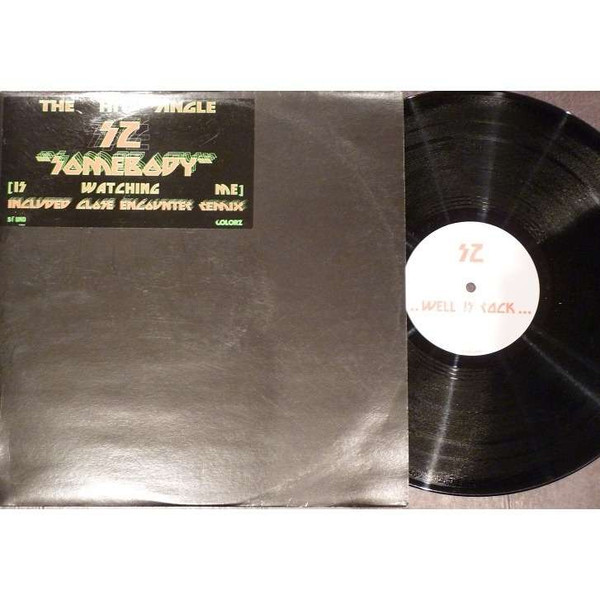 THE HIT SINGLE
SZ
"SOMEBODY"
[IS WATCHING ME]
INCLUDED CLOSE ENCOUNTER REMIX
COLORZ
SZ
..WELL IS ROCK...